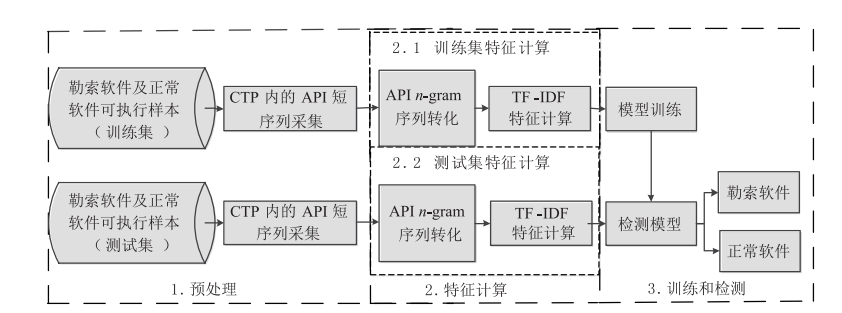 2.1 训练集特征计算
勒索软件及正常
软件可执行样本
（训练集）
CTP 内的 API 短
序列采集
API n-gram
序列转化
TF-IDF
特征计算
模型训练
2.2 测试集特征计算
勒索软件及正常
软件可执行样本
（测试集）
CTP 内的 API 短
序列采集
API n-gram
序列转化
TF-IDF
特征计算
检测模型
勒索软件
正常软件
1.预处理
2.特征计算
3.训练和检测